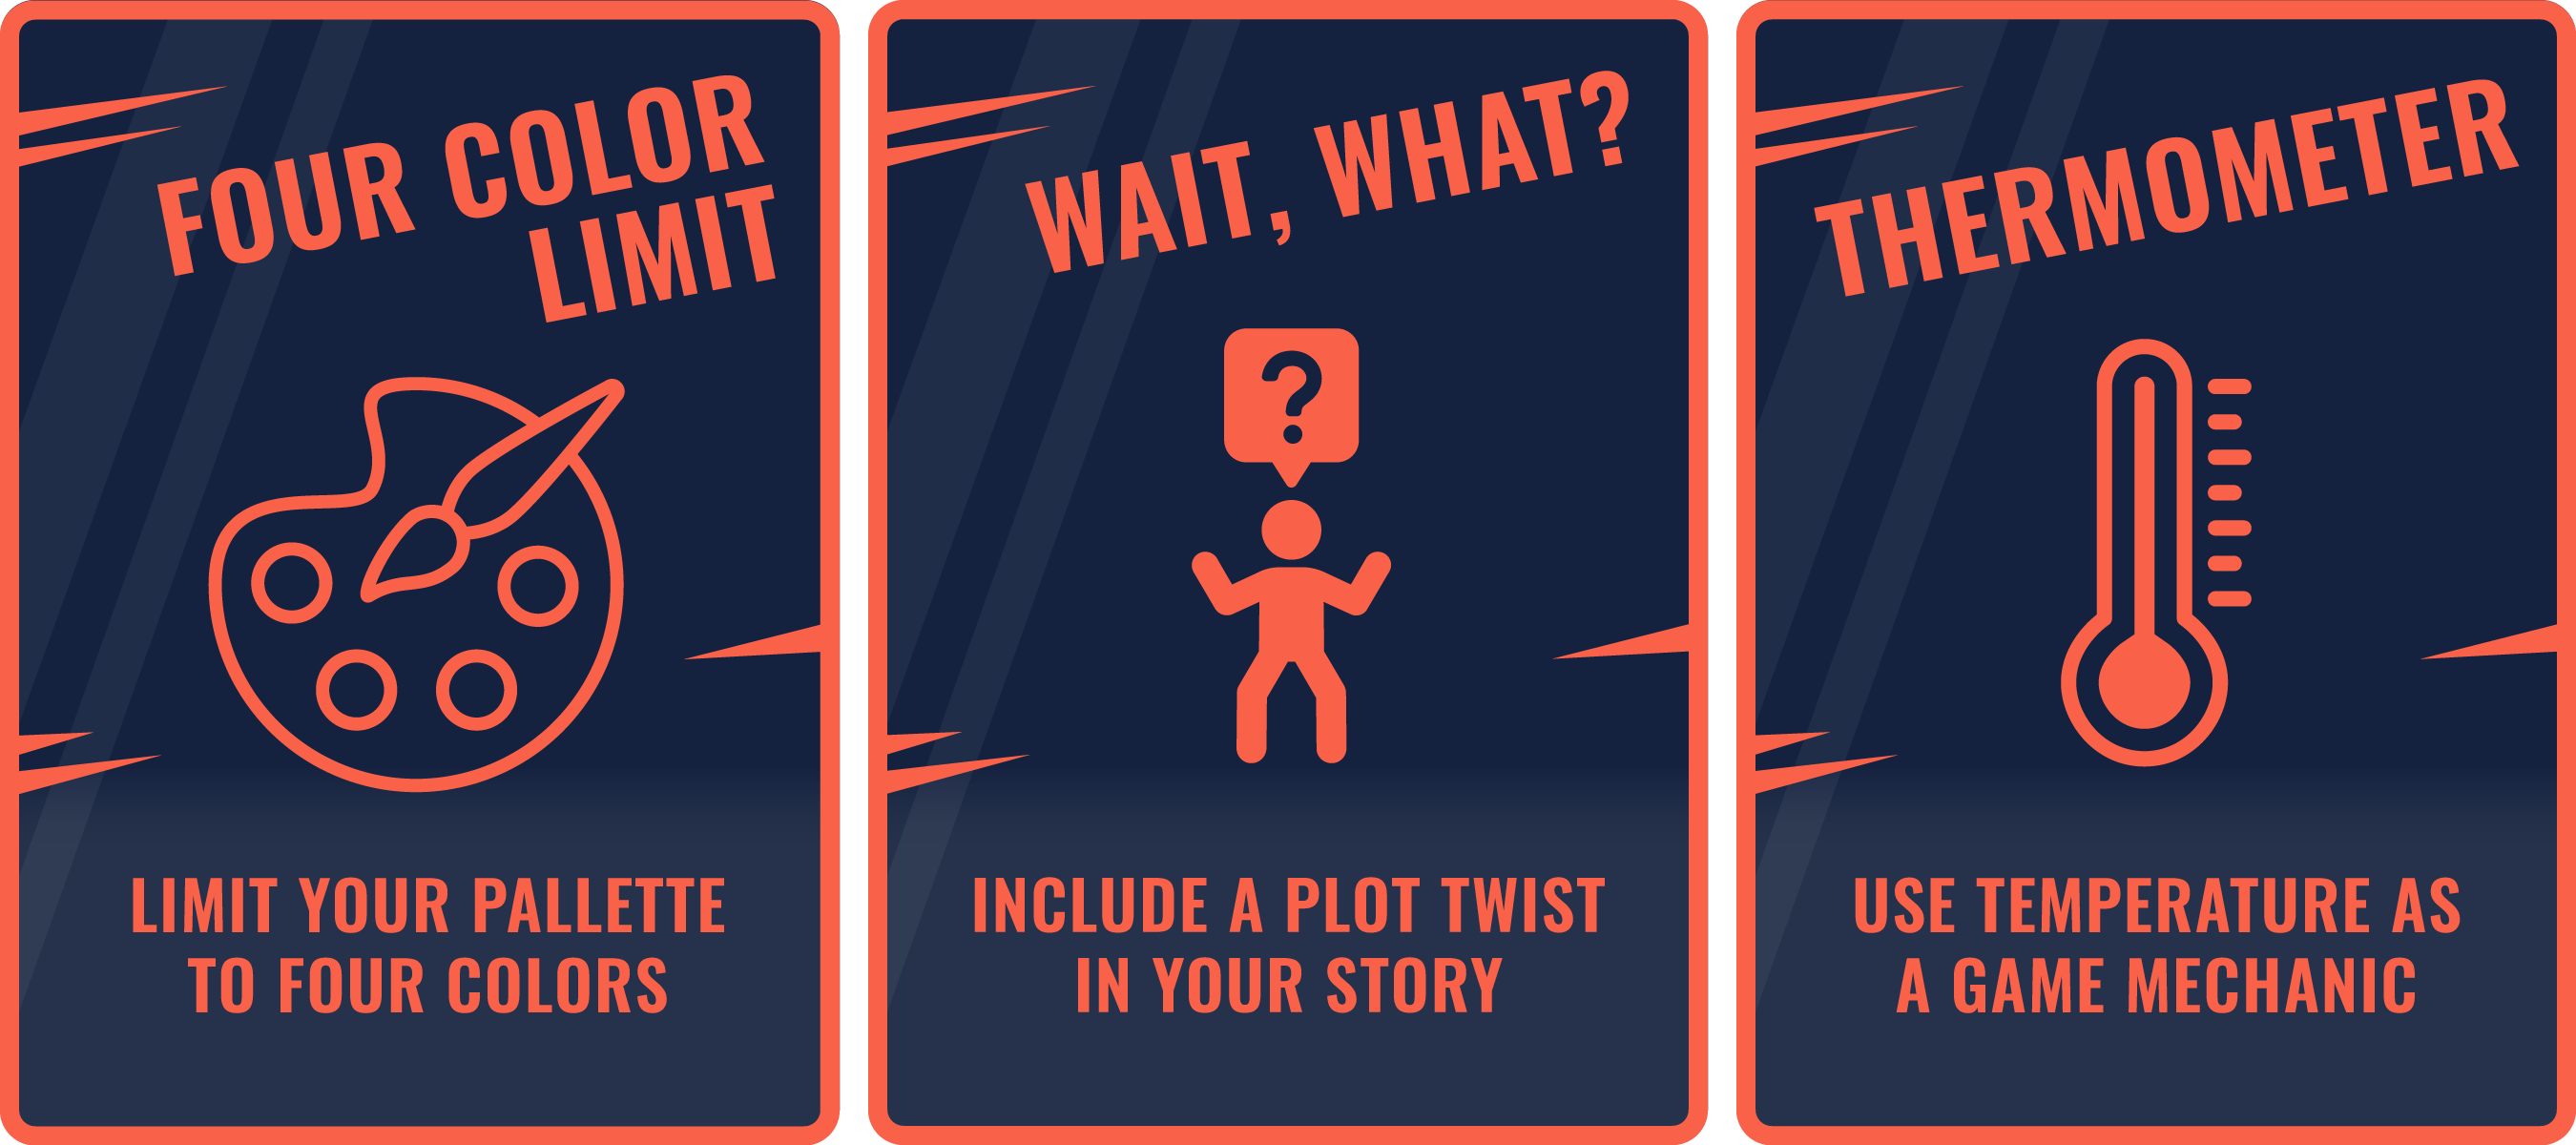 FOUR COLOR
LIMIT
LIMIT YOUR PALLETTE
TO FOUR COLORS
WAIT, WHAT?
?
INCLUDE A PLOT TWIST
IN YOUR STORY
THERMOMETER
USE TEMPERATURE AS
A GAME MECHANIC